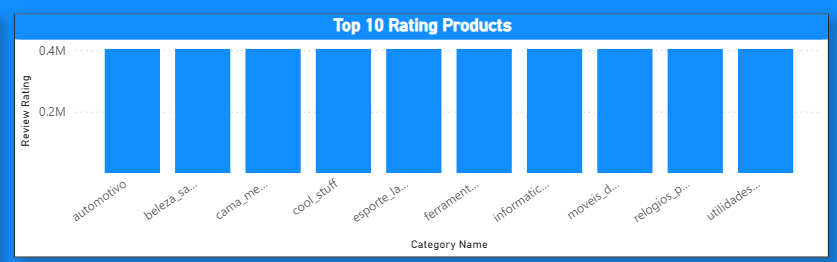 Top 10 Rating Products
0.4M
0.2M
Review Rating
automotivo
beleza_sa...
cama_me...
cool_stuff
esporte_la...
ferrament...
informatic...
moveis_d...
relogios_p...
utilidades...
Category Name